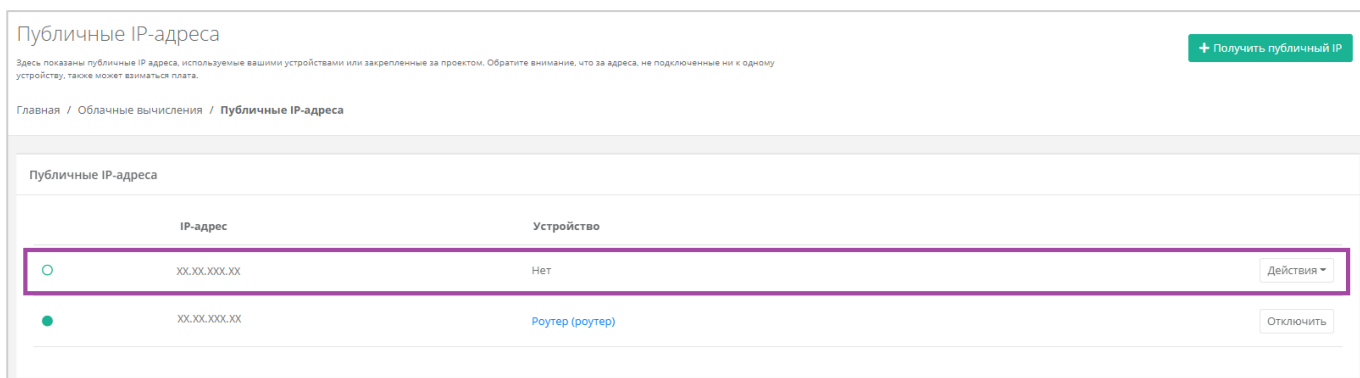 Публичные IP-адреса
+ Получить публичный IP
Здесь показаны публичные IP адреса, используемые вашими устройствами или закрепленные за проектом. Обратите внимание, что за адреса, не подключенные ни к одному
устройству, также может взиматься плата.
Главная / Облачные вычисления / Публичные IP-адреса
Публичные IP-адреса
IP-адрес Устройство
XX.XX.XXX.XX Нет Действия
XX.XX.XXX.XX Роутер (роутер) Отключить